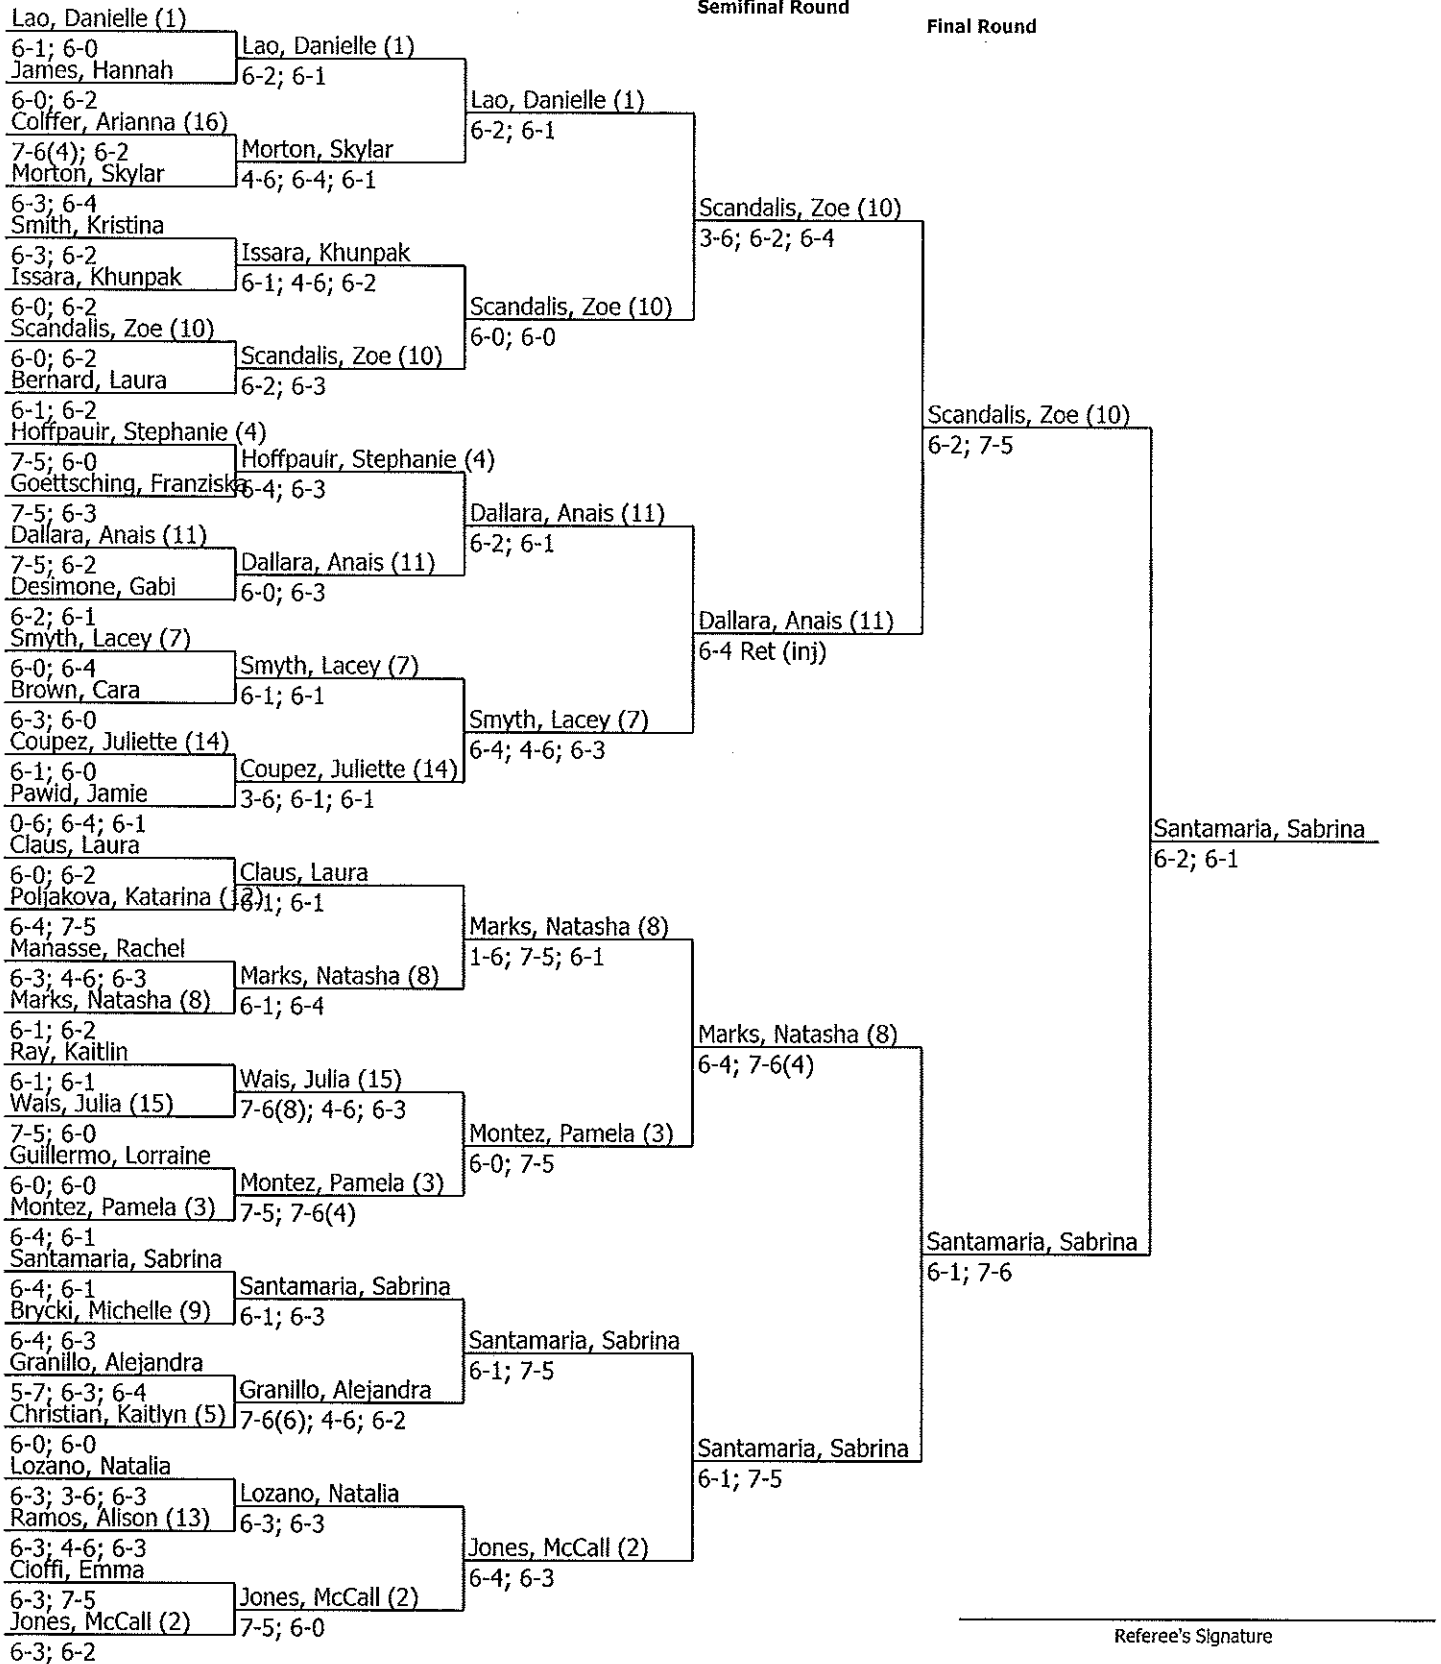 Semifinal Round
Final Round
Lao, Danielle (1)
6-1; 6-0
James, Hannah
6-0; 6-2
Colffer, Arianna (16)
7-6(4); 6-2
Morton, Skylar
6-3; 6-4
Smith, Kristina
6-3; 6-2
Issara, Khunpak
6-0; 6-2
Scandalis, Zoe (10)
6-0; 6-2
Bernard, Laura
6-1; 6-2
Hoffpauir, Stephanie (4)
7-5; 6-0
Goettsching, Franziska
7-5; 6-3
Dallara, Anais (11)
7-5; 6-2
Desimone, Gabi
6-2; 6-1
Smyth, Lacey (7)
6-0; 6-4
Brown, Cara
6-3; 6-0
Coupez, Juliette (14)
6-1; 6-0
Pawid, Jamie
0-6; 6-4; 6-1
Claus, Laura
6-0; 6-2
Poljakova, Katarina (12)
6-4; 7-5
Manasse, Rachel
6-3; 4-6; 6-3
Marks, Natasha (8)
6-1; 6-2
Ray, Kaitlin
6-1; 6-1
Wais, Julia (15)
7-5; 6-0
Guillermo, Lorraine
6-0; 6-0
Montez, Pamela (3)
6-4; 6-1
Santamaria, Sabrina
6-4; 6-1
Brycki, Michelle (9)
6-4; 6-3
Granillo, Alejandra
5-7; 6-3; 6-4
Christian, Kaitlyn (5)
6-0; 6-0
Lozano, Natalia
6-3; 3-6; 6-3
Ramos, Alison (13)
6-3; 4-6; 6-3
Cioffi, Emma
6-3; 7-5
Jones, McCall (2)
6-3; 6-2
Lao, Danielle (1)
6-2; 6-1
Morton, Skylar
4-6; 6-4; 6-1
Issara, Khunpak
6-1; 4-6; 6-2
Scandalis, Zoe (10)
6-2; 6-3
Hoffpauir, Stephanie (4)
6-4; 6-3
Dallara, Anais (11)
6-0; 6-3
Smyth, Lacey (7)
6-1; 6-1
Coupez, Juliette (14)
3-6; 6-1; 6-1
Claus, Laura
6-1; 6-1
Marks, Natasha (8)
6-1; 6-4
Wais, Julia (15)
7-6(8); 4-6; 6-3
Montez, Pamela (3)
7-5; 7-6(4)
Santamaria, Sabrina
6-1; 6-3
Granillo, Alejandra
7-6(6); 4-6; 6-2
Lozano, Natalia
6-3; 6-3
Jones, McCall (2)
7-5; 6-0
Lao, Danielle (1)
6-2; 6-1
Scandalis, Zoe (10)
6-0; 6-0
Dallara, Anais (11)
6-2; 6-1
Smyth, Lacey (7)
6-4; 4-6; 6-3
Marks, Natasha (8)
1-6; 7-5; 6-1
Montez, Pamela (3)
6-0; 7-5
Santamaria, Sabrina
6-1; 7-5
Jones, McCall (2)
6-4; 6-3
Scandalis, Zoe (10)
3-6; 6-2; 6-4
Dallara, Anais (11)
6-4 Ret (inj)
Marks, Natasha (8)
6-4; 7-6(4)
Santamaria, Sabrina
6-1; 7-5
Scandalis, Zoe (10)
6-2; 7-5
Santamaria, Sabrina
6-1; 7-6
Santamaria, Sabrina
6-2; 6-1
Referee's Signature